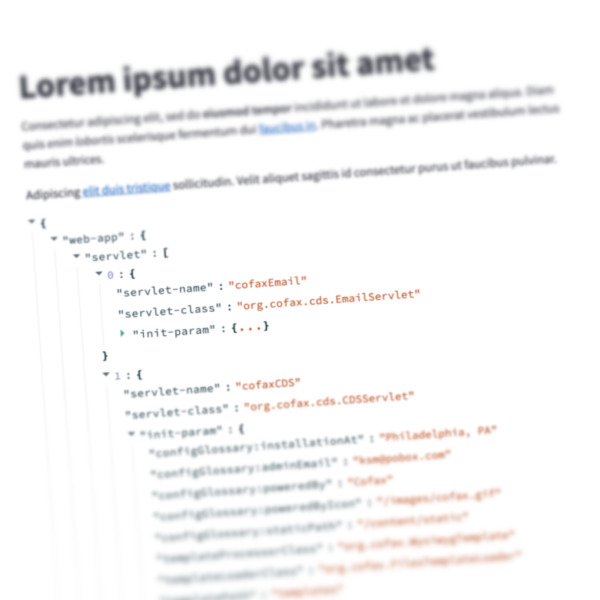 Lorem ipsum dolor sit amet
Consectetur adipiscing elit, sed do eiusmod tempor incididunt ut labore et dolore magna aliqua. Diam
quis enim lobortis scelerisque fermentum dui faucibus in. Pharetra magna ac placerat vestibulum lectus
mauris ultrices.
Adipiscing elit duis tristique sollicitudin. Velit aliquet sagittis id consectetur purus ut faucibus pulvinar.
{
"web-app" : {
"servlet" : [
0 : {
"servlet-name" : "cofaxEmail"
"servlet-class" : "org.cofax.cds.EmailServlet"
"init-param" : {...}
}
1 : {
"servlet-name" : "cofaxCDS"
"servlet-class" : "org.cofax.cds.CDSServlet"
"init-param" : {
"configGlossary:installationAt" : "Philadelphia, PA"
"configGlossary:adminEmail" : "ksm@pobox.com"
"configGlossary:poweredBy" : "Cofax"
"configGlossary:poweredByIcon" : "/images/cofax.gif"
"configGlossary:staticPath" : "/content/static"
"templateProcessorClass" : "org.cofax.WysiwygTemplate"
"templateLoaderClass" : "org.cofax.FilesTemplateLoader"
"templatePath" : "templates"